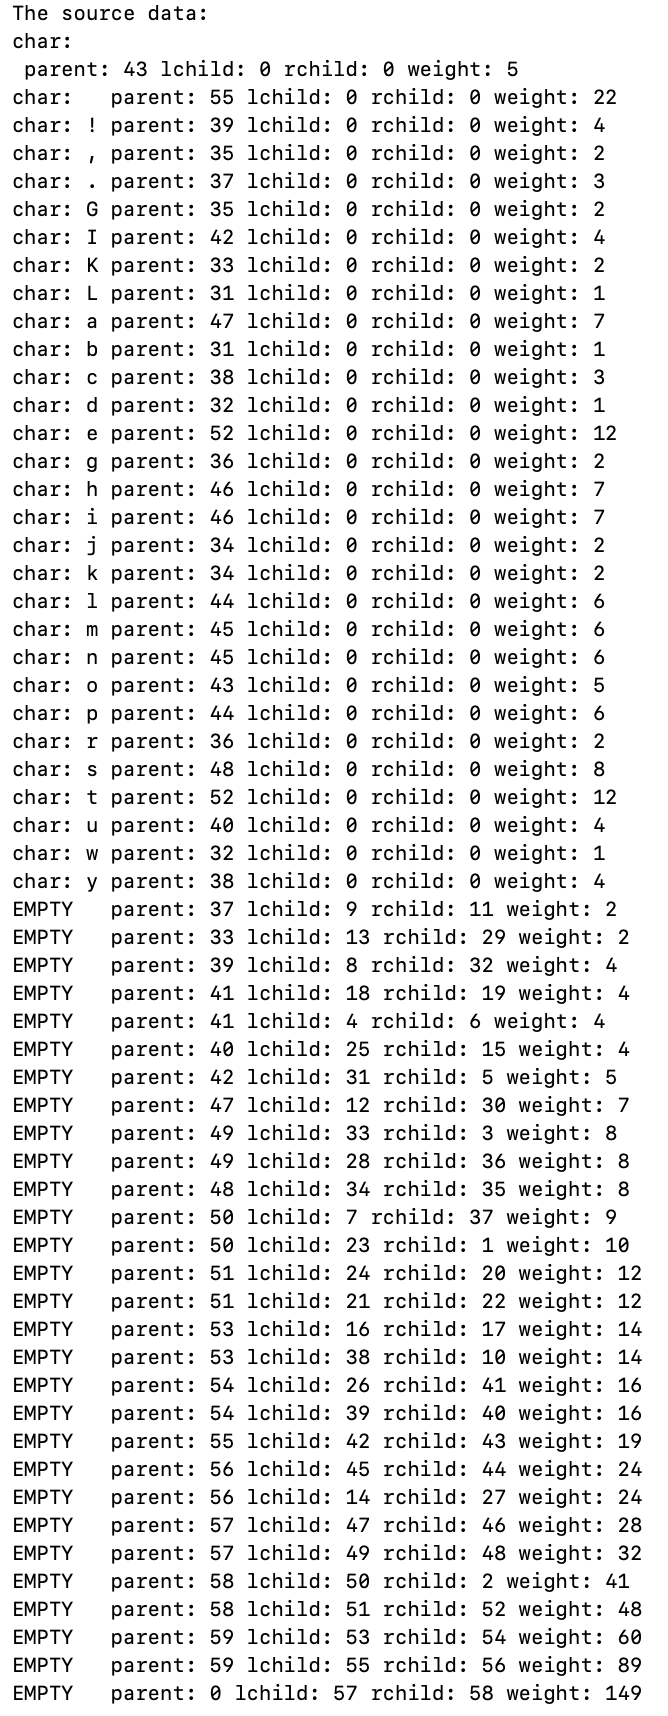 The source data:
char:
 parent: 43 lchild: 0 rchild: 0 weight: 5
char:   parent: 55 lchild: 0 rchild: 0 weight: 22
char: ! parent: 39 lchild: 0 rchild: 0 weight: 4
char: , parent: 35 lchild: 0 rchild: 0 weight: 2
char: . parent: 37 lchild: 0 rchild: 0 weight: 3
char: G parent: 35 lchild: 0 rchild: 0 weight: 2
char: I parent: 42 lchild: 0 rchild: 0 weight: 4
char: K parent: 33 lchild: 0 rchild: 0 weight: 2
char: L parent: 31 lchild: 0 rchild: 0 weight: 1
char: a parent: 47 lchild: 0 rchild: 0 weight: 7
char: b parent: 31 lchild: 0 rchild: 0 weight: 1
char: c parent: 38 lchild: 0 rchild: 0 weight: 3
char: d parent: 32 lchild: 0 rchild: 0 weight: 1
char: e parent: 52 lchild: 0 rchild: 0 weight: 12
char: g parent: 36 lchild: 0 rchild: 0 weight: 2
char: h parent: 46 lchild: 0 rchild: 0 weight: 7
char: i parent: 46 lchild: 0 rchild: 0 weight: 7
char: j parent: 34 lchild: 0 rchild: 0 weight: 2
char: k parent: 34 lchild: 0 rchild: 0 weight: 2
char: l parent: 44 lchild: 0 rchild: 0 weight: 6
char: m parent: 45 lchild: 0 rchild: 0 weight: 6
char: n parent: 45 lchild: 0 rchild: 0 weight: 6
char: o parent: 43 lchild: 0 rchild: 0 weight: 5
char: p parent: 44 lchild: 0 rchild: 0 weight: 6
char: r parent: 36 lchild: 0 rchild: 0 weight: 2
char: s parent: 48 lchild: 0 rchild: 0 weight: 8
char: t parent: 52 lchild: 0 rchild: 0 weight: 12
char: u parent: 40 lchild: 0 rchild: 0 weight: 4
char: w parent: 32 lchild: 0 rchild: 0 weight: 1
char: y parent: 38 lchild: 0 rchild: 0 weight: 4
EMPTY   parent: 37 lchild: 9 rchild: 11 weight: 2
EMPTY   parent: 33 lchild: 13 rchild: 29 weight: 2
EMPTY   parent: 39 lchild: 8 rchild: 32 weight: 4
EMPTY   parent: 41 lchild: 18 rchild: 19 weight: 4
EMPTY   parent: 41 lchild: 4 rchild: 6 weight: 4
EMPTY   parent: 40 lchild: 25 rchild: 15 weight: 4
EMPTY   parent: 42 lchild: 31 rchild: 5 weight: 5
EMPTY   parent: 47 lchild: 12 rchild: 30 weight: 7
EMPTY   parent: 49 lchild: 33 rchild: 3 weight: 8
EMPTY   parent: 49 lchild: 28 rchild: 36 weight: 8
EMPTY   parent: 48 lchild: 34 rchild: 35 weight: 8
EMPTY   parent: 50 lchild: 7 rchild: 37 weight: 9
EMPTY   parent: 50 lchild: 23 rchild: 1 weight: 10
EMPTY   parent: 51 lchild: 24 rchild: 20 weight: 12
EMPTY   parent: 51 lchild: 21 rchild: 22 weight: 12
EMPTY   parent: 53 lchild: 16 rchild: 17 weight: 14
EMPTY   parent: 53 lchild: 38 rchild: 10 weight: 14
EMPTY   parent: 54 lchild: 26 rchild: 41 weight: 16
EMPTY   parent: 54 lchild: 39 rchild: 40 weight: 16
EMPTY   parent: 55 lchild: 42 rchild: 43 weight: 19
EMPTY   parent: 56 lchild: 45 rchild: 44 weight: 24
EMPTY   parent: 56 lchild: 14 rchild: 27 weight: 24
EMPTY   parent: 57 lchild: 47 rchild: 46 weight: 28
EMPTY   parent: 57 lchild: 49 rchild: 48 weight: 32
EMPTY   parent: 58 lchild: 50 rchild: 2 weight: 41
EMPTY   parent: 58 lchild: 51 rchild: 52 weight: 48
EMPTY   parent: 59 lchild: 53 rchild: 54 weight: 60
EMPTY   parent: 59 lchild: 55 rchild: 56 weight: 89
EMPTY   parent: 0 lchild: 57 rchild: 58 weight: 149